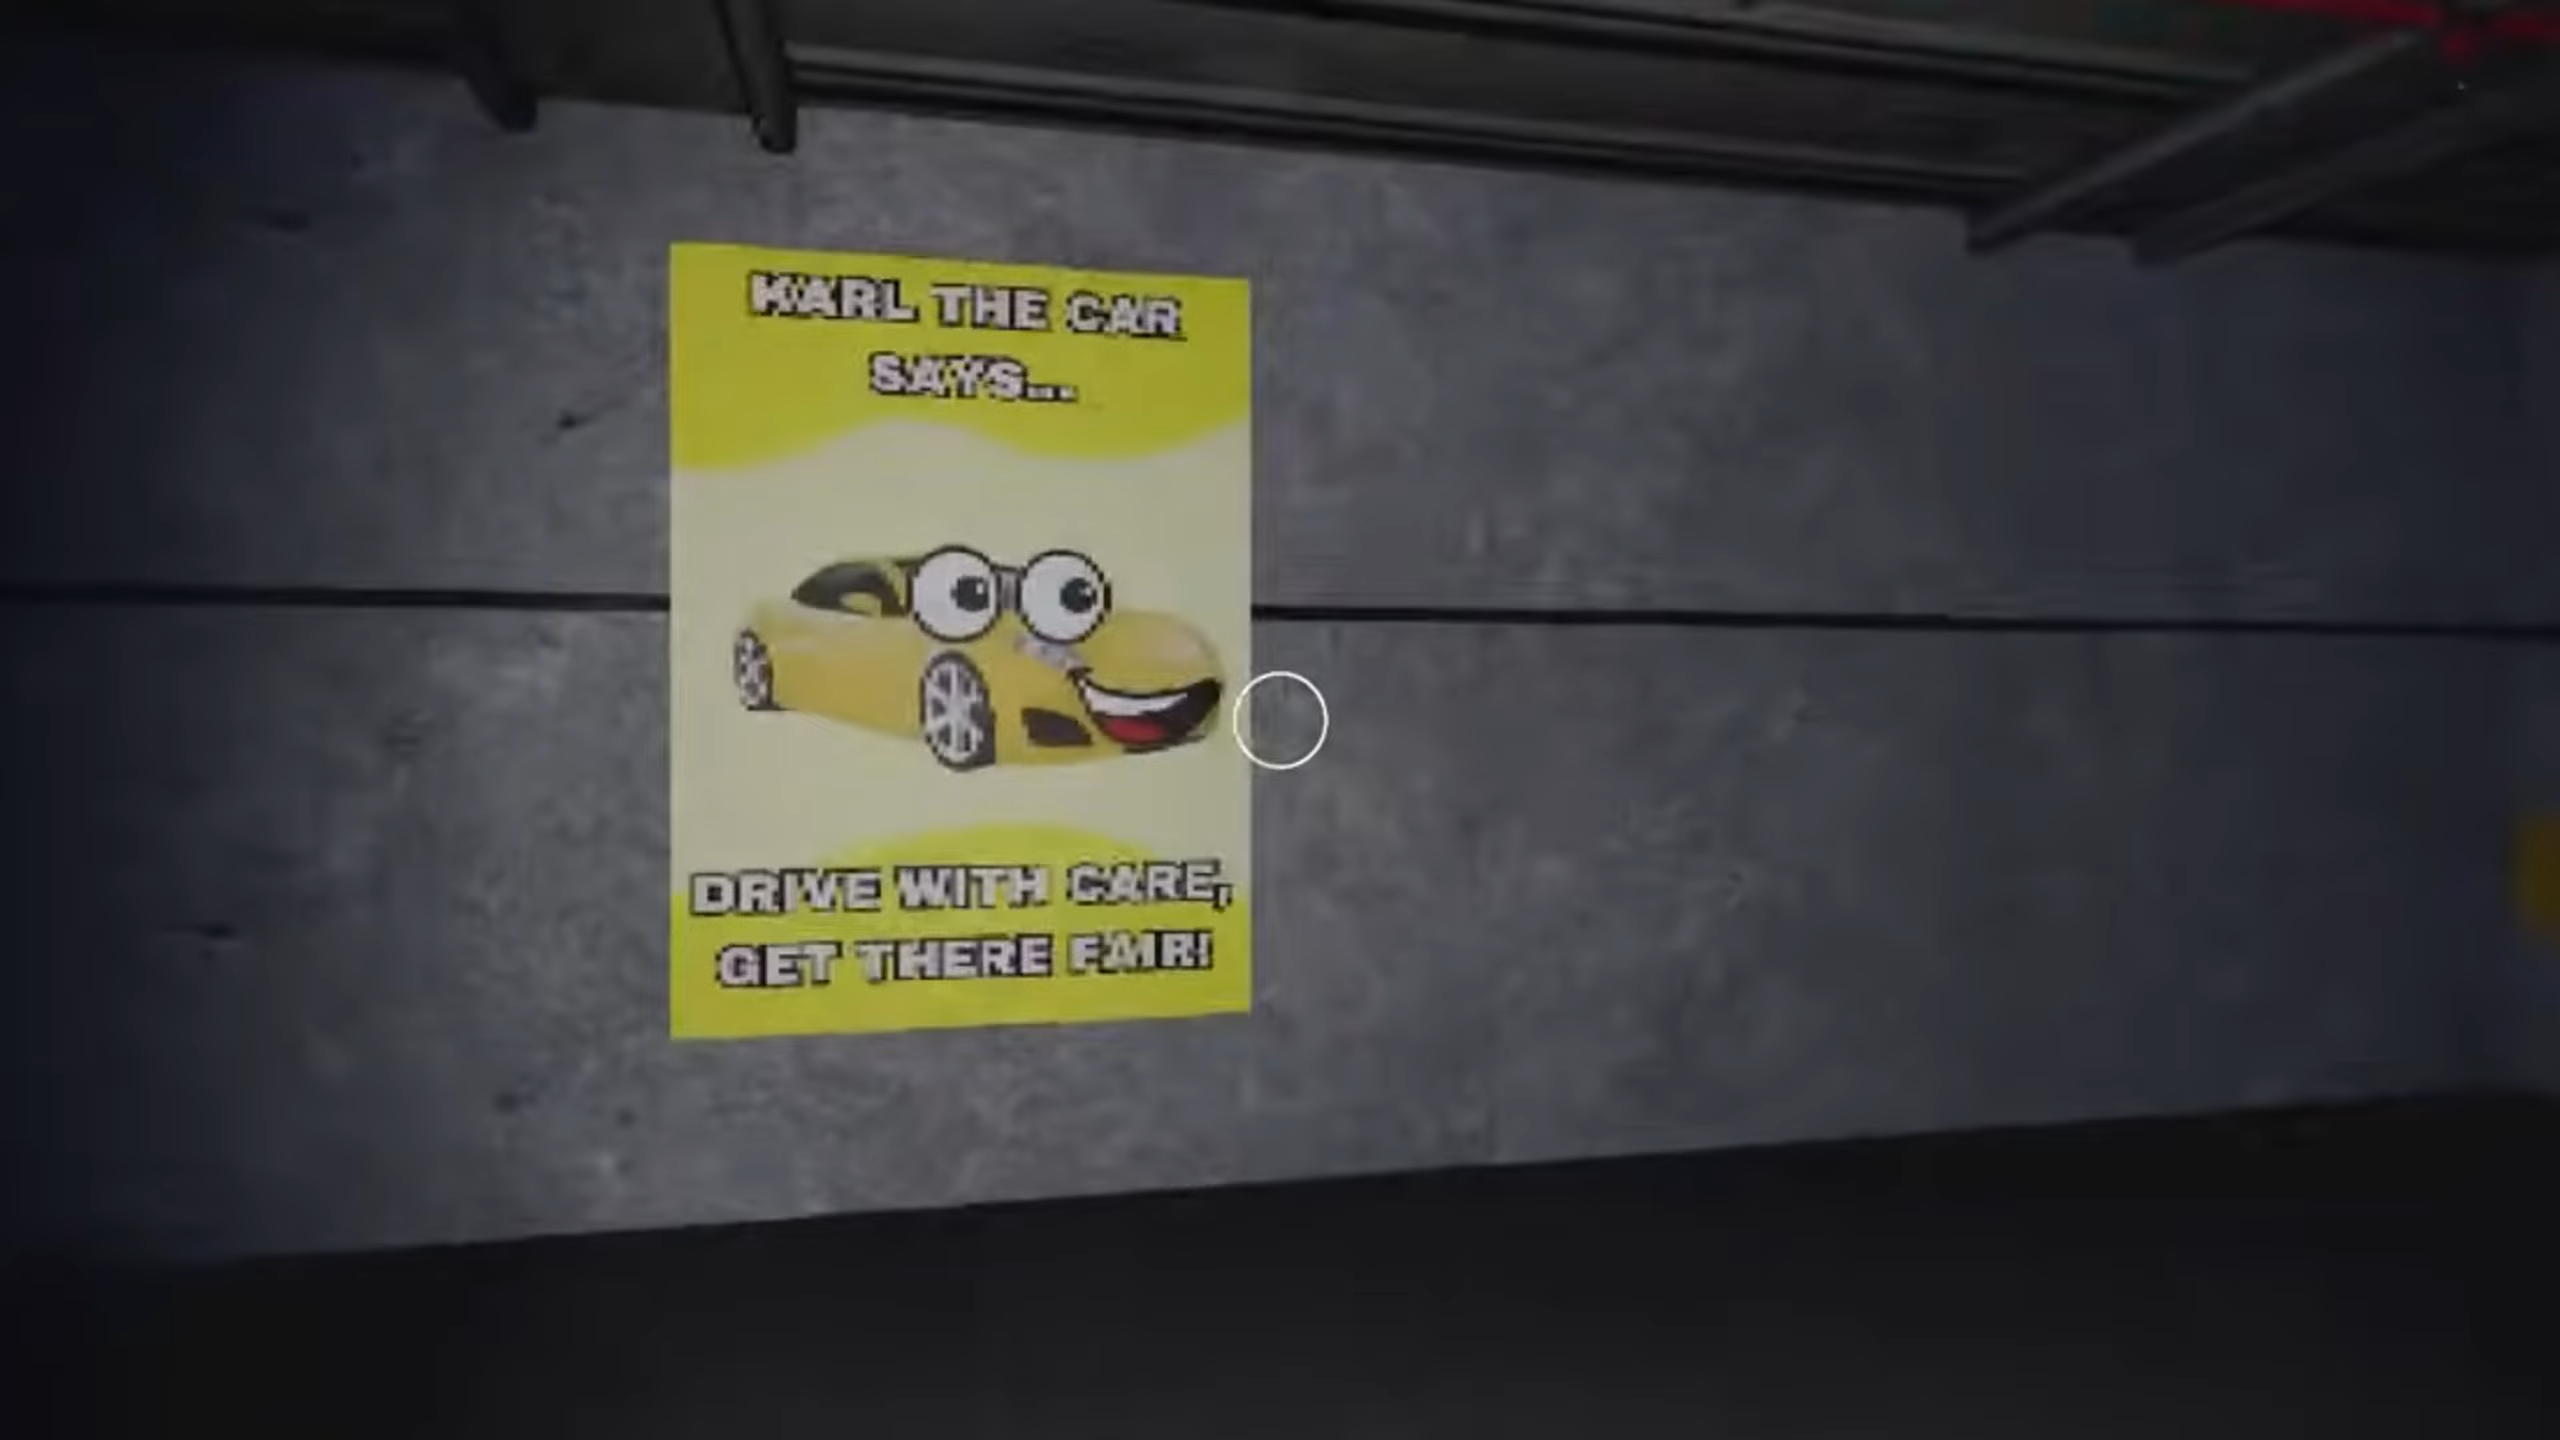 KARL THE CAR
SAYS...
DRIVE WITH CARE,
GET THERE FAIR!